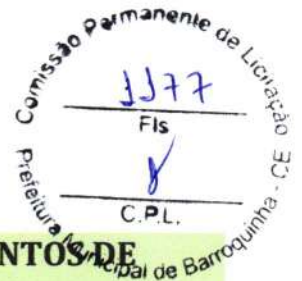 Comissão Permanente de Licitação
1177
Fls
C.P.L.
Prefeitura Municipal de Barroquinha - CE
NTOS DE